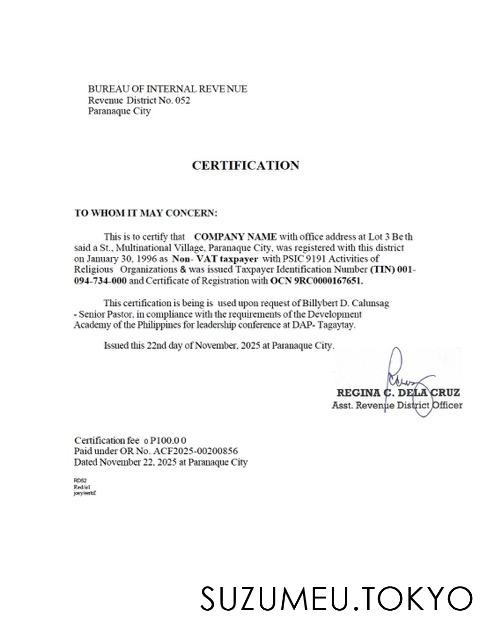 BUREAU OF INTERNAL REVENUE
Revenue District No. 052
Paranaque City
CERTIFICATION
TO WHOM IT MAY CONCERN:
This is to certify that COMPANY NAME with office address at Lot 3 Beth
said a St., Multinational Village, Paranaque City, was registered with this district
on January 30, 1996 as Non- VAT taxpayer with PSIC 9191 Activities of
Religious Organizations & was issued Taxpayer Identification Number (TIN) 001-
094-734-000 and Certificate of Registration with OCN 9RC0000167651.
This certification is being is used upon request of Billybert D. Calunsag
- Senior Pastor, in compliance with the requirements of the Development
Academy of the Philippines for leadership conference at DAP- Tagaytay.
Issued this 22nd day of November, 2025 at Paranaque City.
REGINA C. DELA CRUZ
Asst. Revenue District Officer
Certification fee o P100.00
Paid under OR No. ACF2025-00200856
Dated November 22, 2025 at Paranaque City
RD52
joey/certif.
SUZUMEU.TOKYO